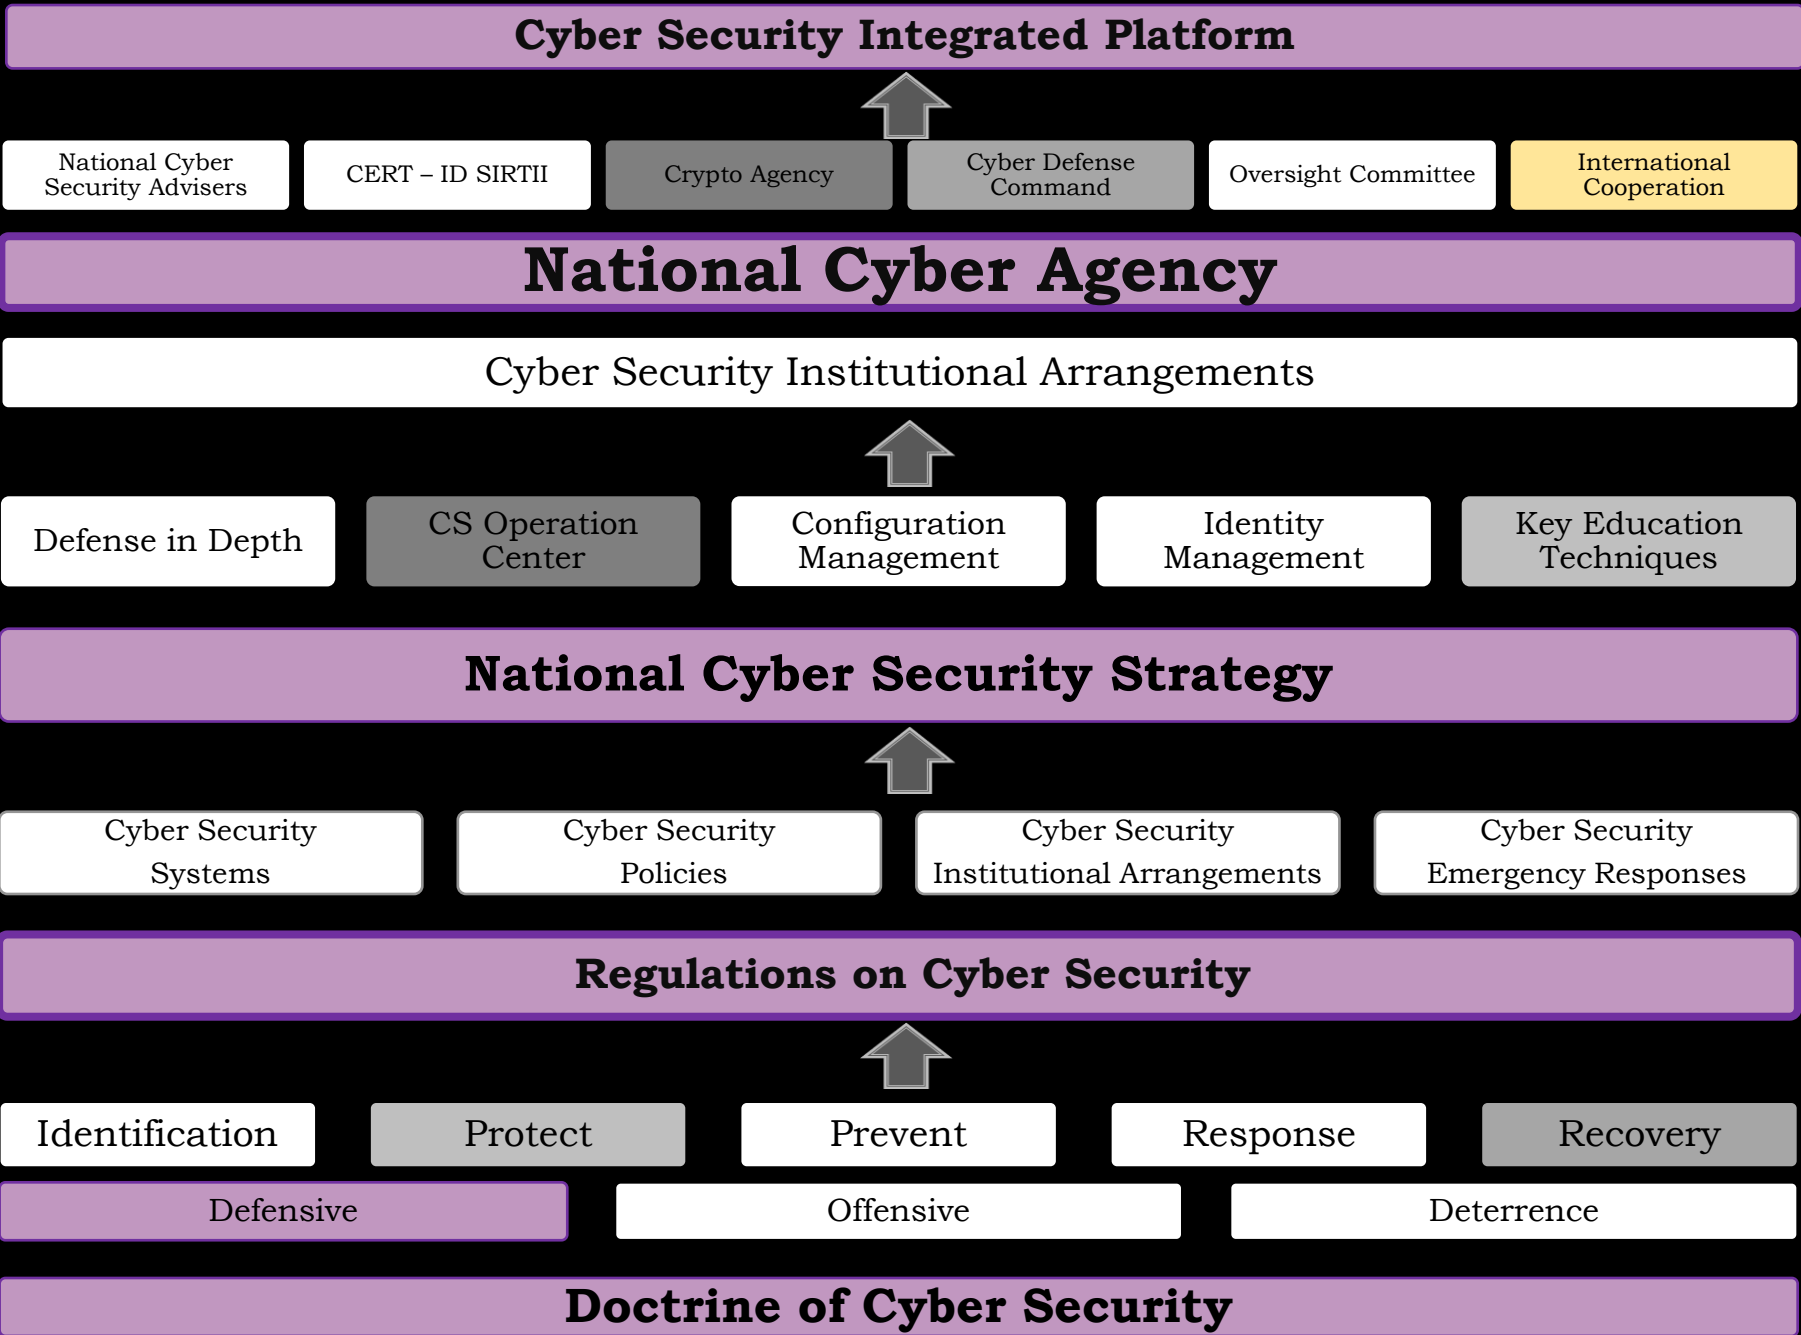 Cyber Security Integrated Platform
National Cyber
Security Advisers
CERT – ID SIRTII
Crypto Agency
Cyber Defense
Command
Oversight Committee
International
Cooperation
National Cyber Agency
Cyber Security Institutional Arrangements
Defense in Depth
CS Operation
Center
Configuration
Management
Identity
Management
Key Education
Techniques
National Cyber Security Strategy
Cyber Security
Systems
Cyber Security
Policies
Cyber Security
Institutional Arrangements
Cyber Security
Emergency Responses
Regulations on Cyber Security
Identification
Protect
Prevent
Response
Recovery
Defensive
Offensive
Deterrence
Doctrine of Cyber Security